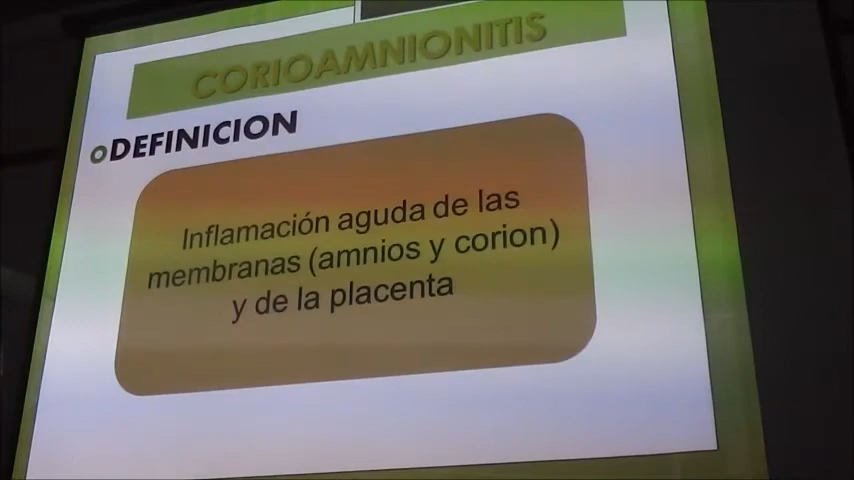 CORIOAMNIONITIS
DEFINICION
Inflamación aguda de las
membranas (amnios y corion)
y de la placenta